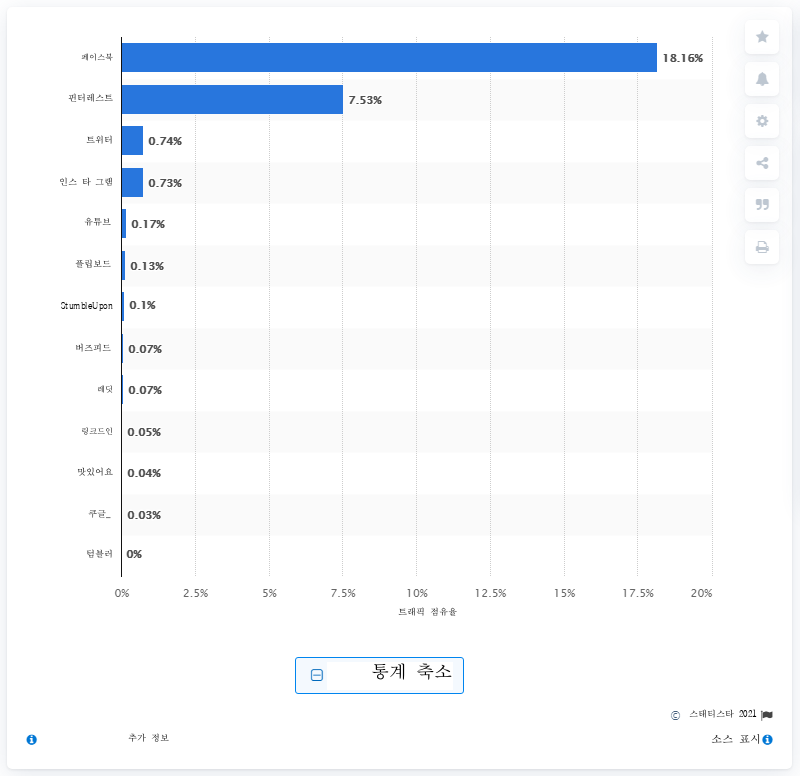 페이스북
18.16%
핀터레스트
7.53%
트위터
0.74%
인스 타 그램
0.73%
유튜브
0.17%
플립보드
0.13%
StumbleUpon
0.1%
버즈피드
0.07%
레딧
0.07%
링크드인
0.05%
맛있어요
0.04%
구글_
0.03%
텀블러
0%
0% 2.5% 5% 7.5% 10% 12.5% 15% 17.5% 20%
트래픽 점유율
통계 축소
© 스태티스타 2021
추가 정보
소스 표시